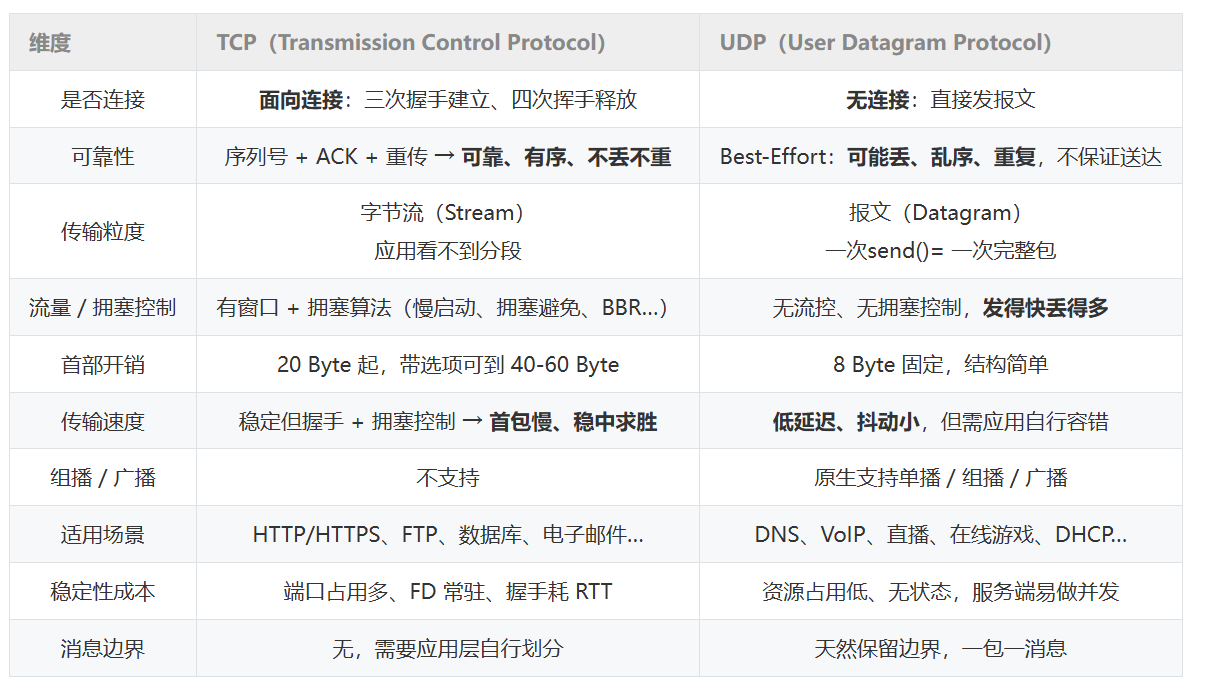 维度 TCP（Transmission Control Protocol） UDP（User Datagram Protocol）
是否连接 面向连接：三次握手建立、四次挥手释放 无连接：直接发报文
可靠性 序列号 + ACK + 重传 → 可靠、有序、不丢不重 Best-Effort：可能丢、乱序、重复，不保证送达
传输粒度 字节流（Stream） 报文（Datagram）
应用看不到分段 一次send()= 一次完整包
流量 / 拥塞控制 有窗口 + 拥塞算法（慢启动、拥塞避免、BBR…） 无流控、无拥塞控制，发得快丢得多
首部开销 20 Byte 起，带选项可到 40-60 Byte 8 Byte 固定，结构简单
传输速度 稳定但握手 + 拥塞控制 → 首包慢、稳中求胜 低延迟、抖动小，但需应用自行容错
组播 / 广播 不支持 原生支持单播 / 组播 / 广播
适用场景 HTTP/HTTPS、FTP、数据库、电子邮件… DNS、VoIP、直播、在线游戏、DHCP…
稳定性成本 端口占用多、FD 常驻、握手耗 RTT 资源占用低、无状态，服务端易做并发
消息边界 无，需要应用层自行划分 天然保留边界，一包一消息